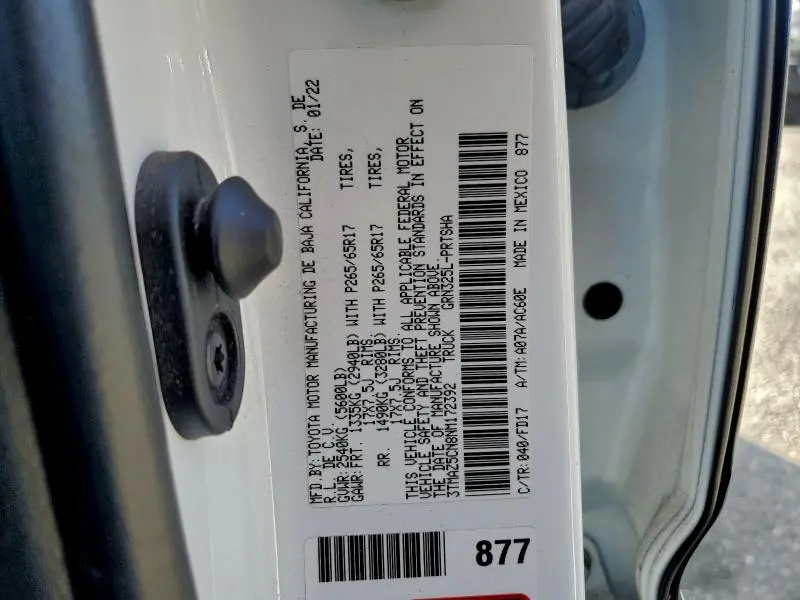 MFD.BY:TOYOTA MOTOR MANUFACTURING DE BAJA CALIFORNIA, S. DE
R.L. DE C.V. DATE: 01/22
GVWR: 2540KG (5600LB)
GAWR: FRT. 1335KG (2940LB) WITH P265/65R17 TIRES,
17X7.5J RIMS
RR. 1490KG (3280LB) WITH P265/65R17 TIRES,
17X7.5J RIMS.
THIS VEHICLE CONFORMS TO ALL APPLICABLE FEDERAL MOTOR
VEHICLE SAFETY AND THEFT PREVENTION STANDARDS IN EFFECT ON
THE DATE OF MANUFACTURE SHOWN ABOVE.
3TMAZ5CN8NM172392 TRUCK GRN325L-PRTSHA
C/TR: 040/FD17 A/TM: A07A/AC60E MADE IN MEXICO 877
877